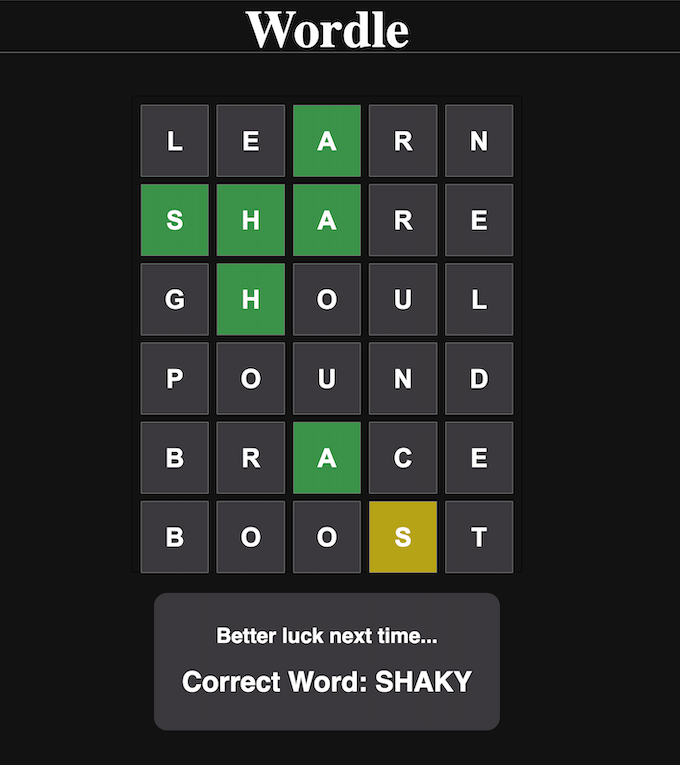 Wordle
L E A R N
S H A R E
G H O U L
P O U N D
B R A C E
B O O S T
Better luck next time...
Correct Word: SHAKY